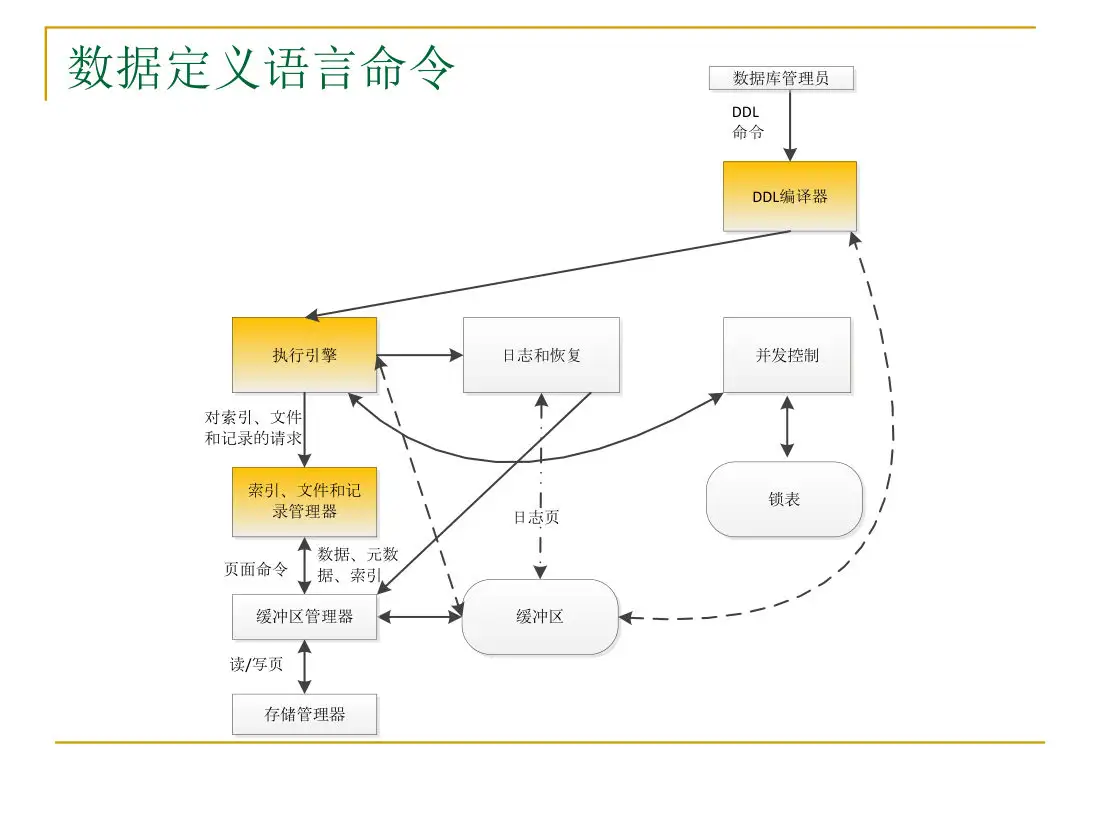 数据定义语言命令
数据库管理员
DDL
命令
DDL编译器
执行引擎
日志和恢复
并发控制
对索引、文件
和记录的请求
索引、文件和记
录管理器
锁表
日志页
页面命令
数据、元数
据、索引
缓冲区管理器
缓冲区
读/写页
存储管理器